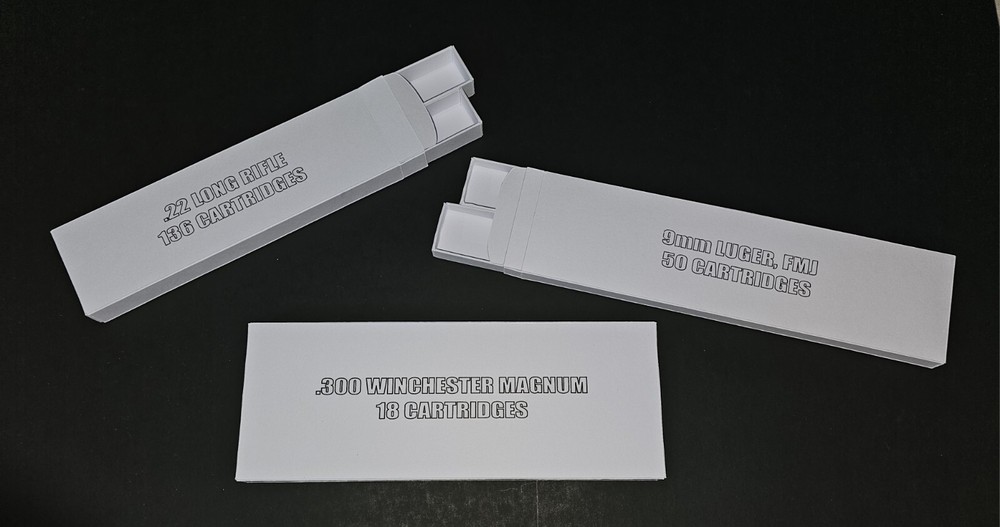 .22 LONG RIFLE
136 CARTRIDGES
9mm LUGER, FMJ
50 CARTRIDGES
.300 WINCHESTER MAGNUM
18 CARTRIDGES